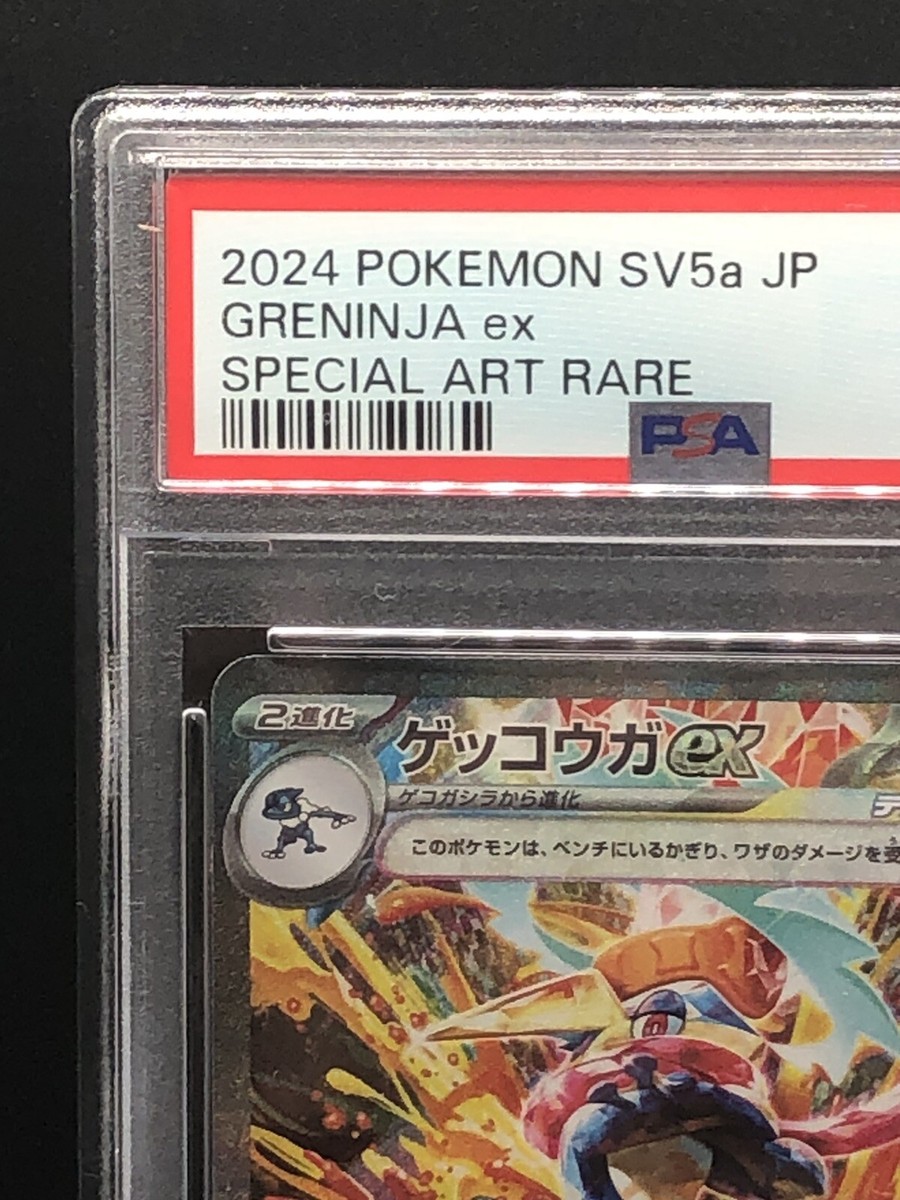 2024 POKEMON SV5a JP
GRENINJA ex
SPECIAL ART RARE
PSA
2進化
ゲッコウガex
ゲコガシラから進化
テ
このポケモンは、ベンチにいるかぎり、ワザのダメージを受